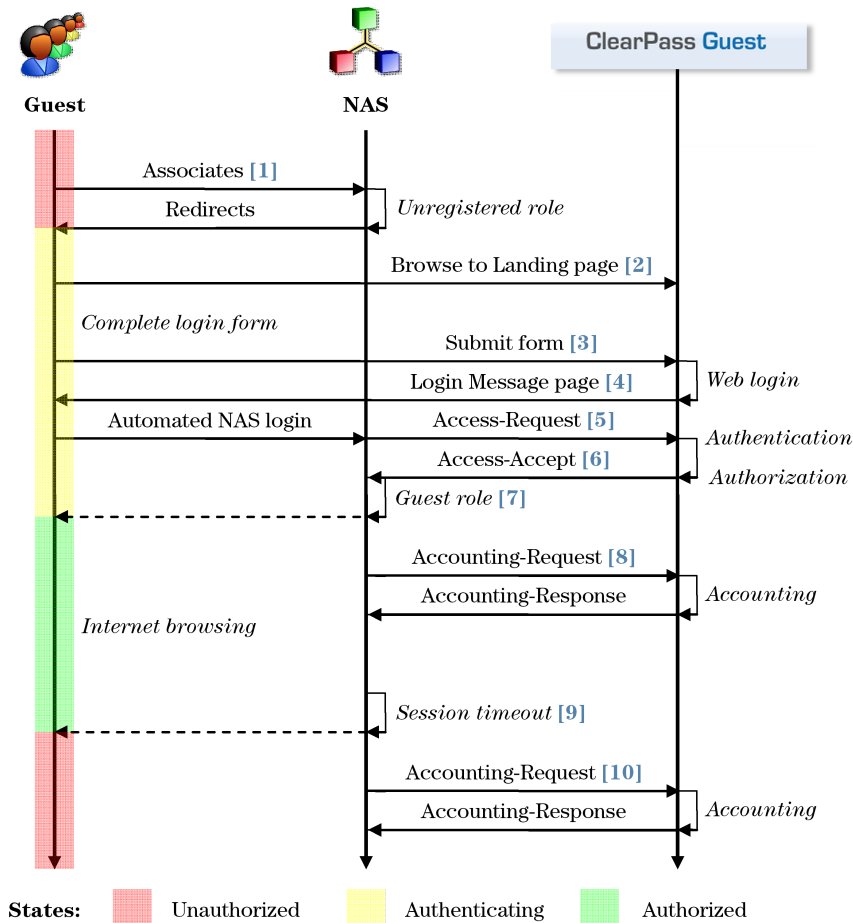 ClearPass Guest
Guest
NAS
Associates [1]
Unregistered role
Redirects
Browse to Landing page [2]
Complete login form
Submit form [3]
Web login
Login Message page [4]
Automated NAS login
Access-Request [5]
Authentication
Access-Accept [6]
Authorization
Guest role [7]
Accounting-Request [8]
Accounting
Accounting-Response
Internet browsing
Session timeout [9]
Accounting-Request [10]
Accounting
Accounting-Response
States:
Unauthorized
Authenticating
Authorized